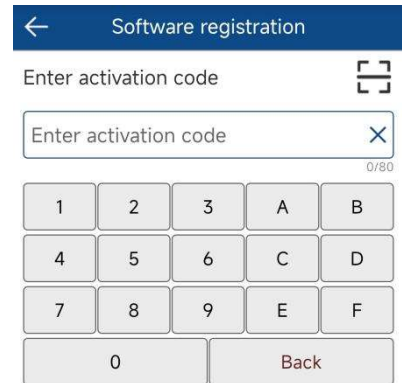 Software registration
Enter activation code
Enter activation code
0/80
1 2 3 A B
4 5 6 C D
7 8 9 E F
0 Back